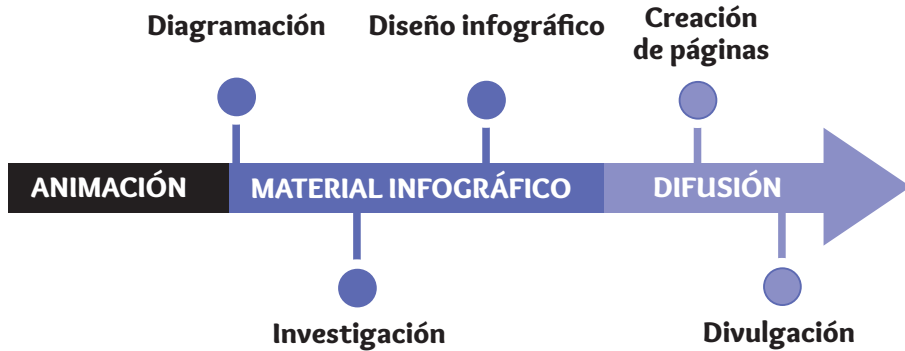 Diagramación
Diseño infográfico
Creación
de páginas
ANIMACIÓN
MATERIAL INFOGRÁFICO
DIFUSIÓN
Investigación
Divulgación